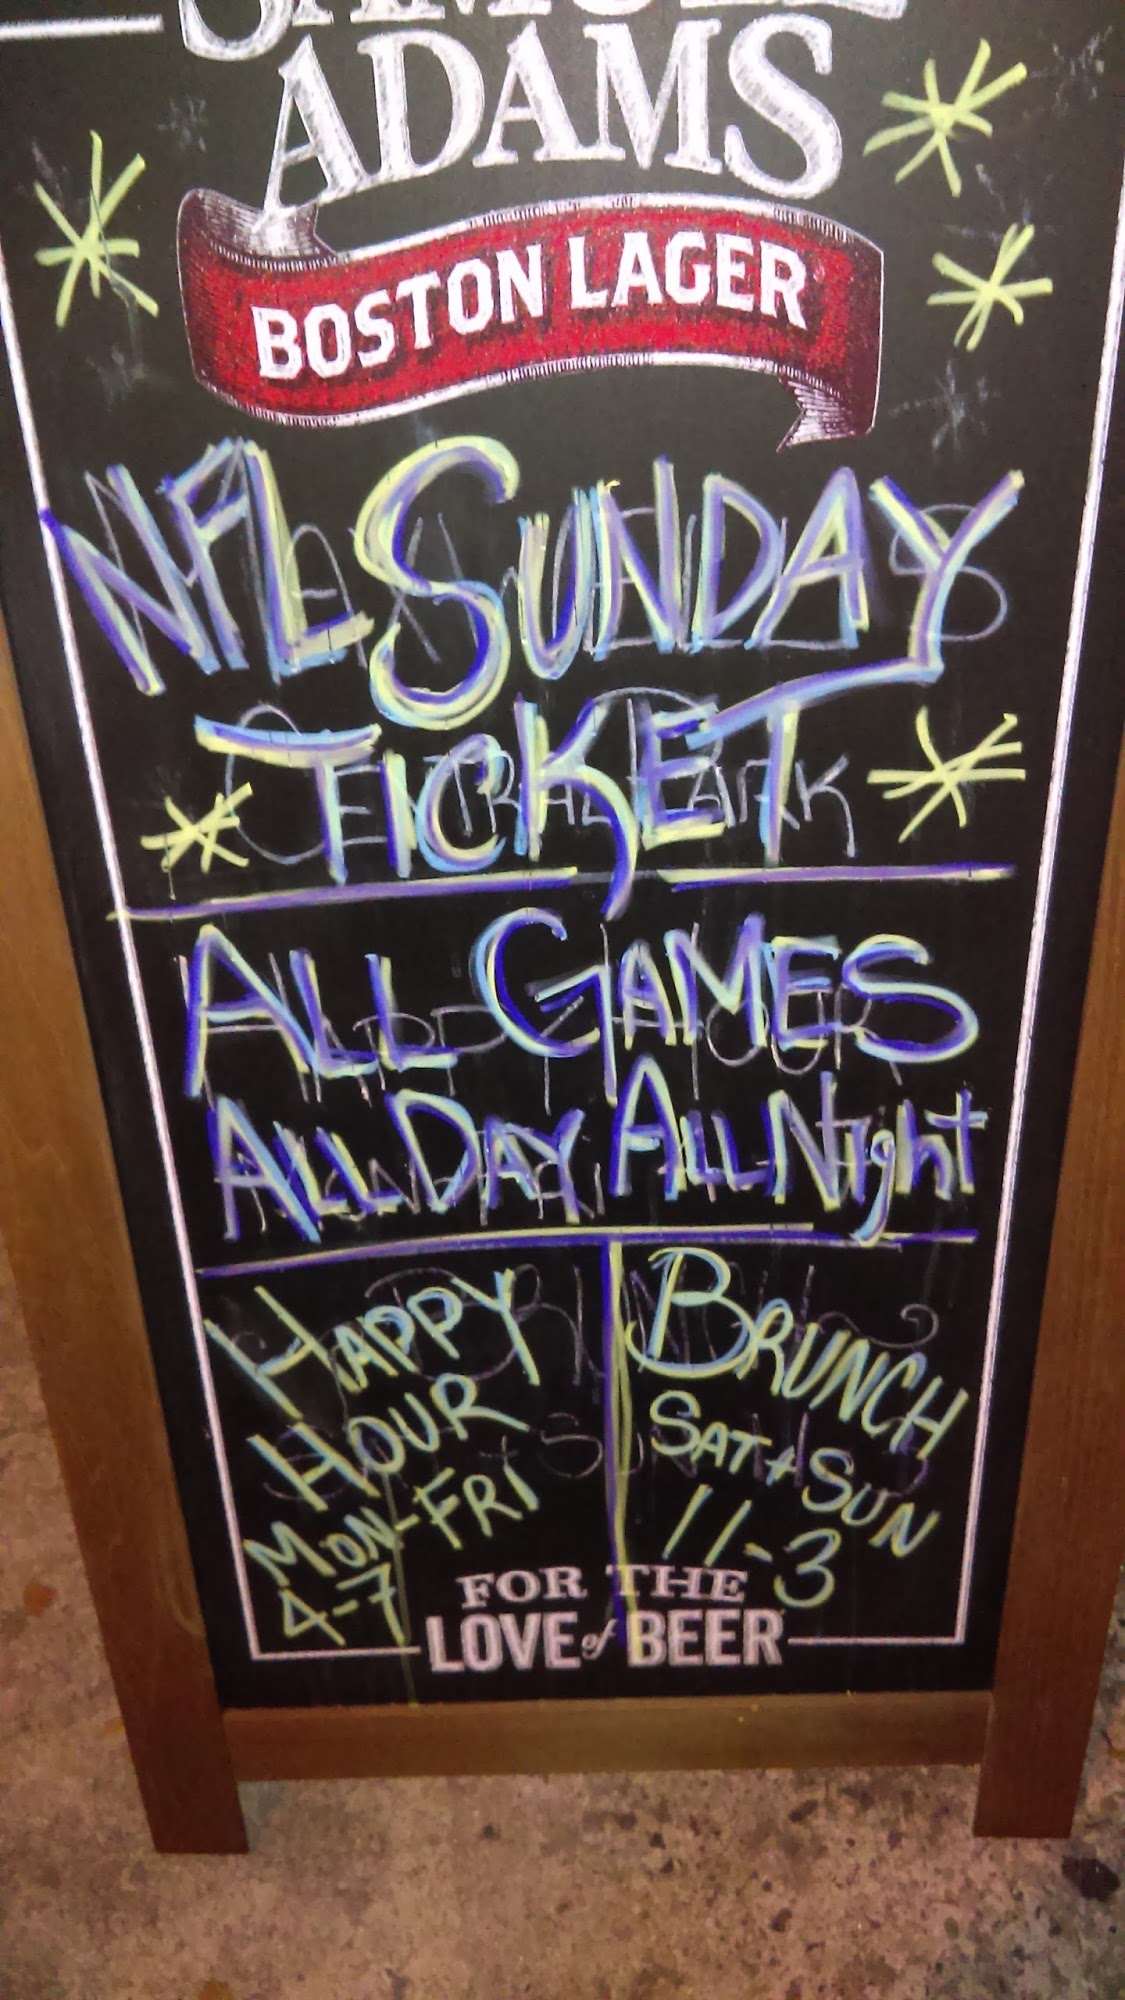 SAMUEL
ADAMS
BOSTON LAGER
NFL SUNDAY
TICKET
ALL GAMES
ALL DAY ALL NIGHT
HAPPY
HOUR
MON-FRI
4-7
BRUNCH
SAT + SUN
11-3
FOR THE
LOVE of BEER